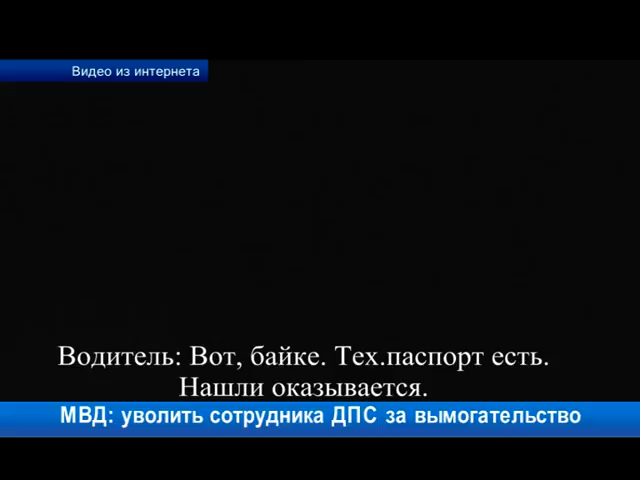 Видео из интернета
Водитель: Вот, байке. Тех.паспорт есть.
Нашли оказывается.
МВД: уволить сотрудника ДПС за вымогательство